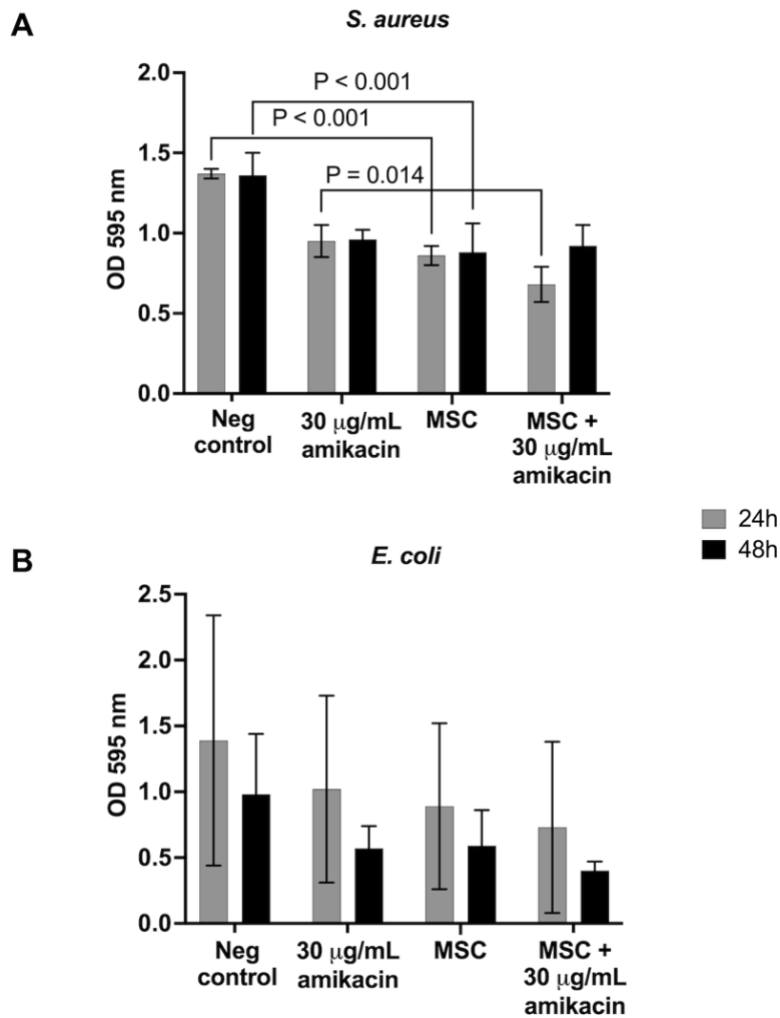 A
S. aureus
2.0
1.5
1.0
0.5
0.0
OD 595 nm
P < 0.001
P < 0.001
P = 0.014
Neg
control
30 μg/mL
amikacin
MSC
MSC +
30 μg/mL
amikacin
24h
48h
B
E. coli
2.5
2.0
1.5
1.0
0.5
0.0
OD 595 nm
Neg
control
30 μg/mL
amikacin
MSC
MSC +
30 μg/mL
amikacin